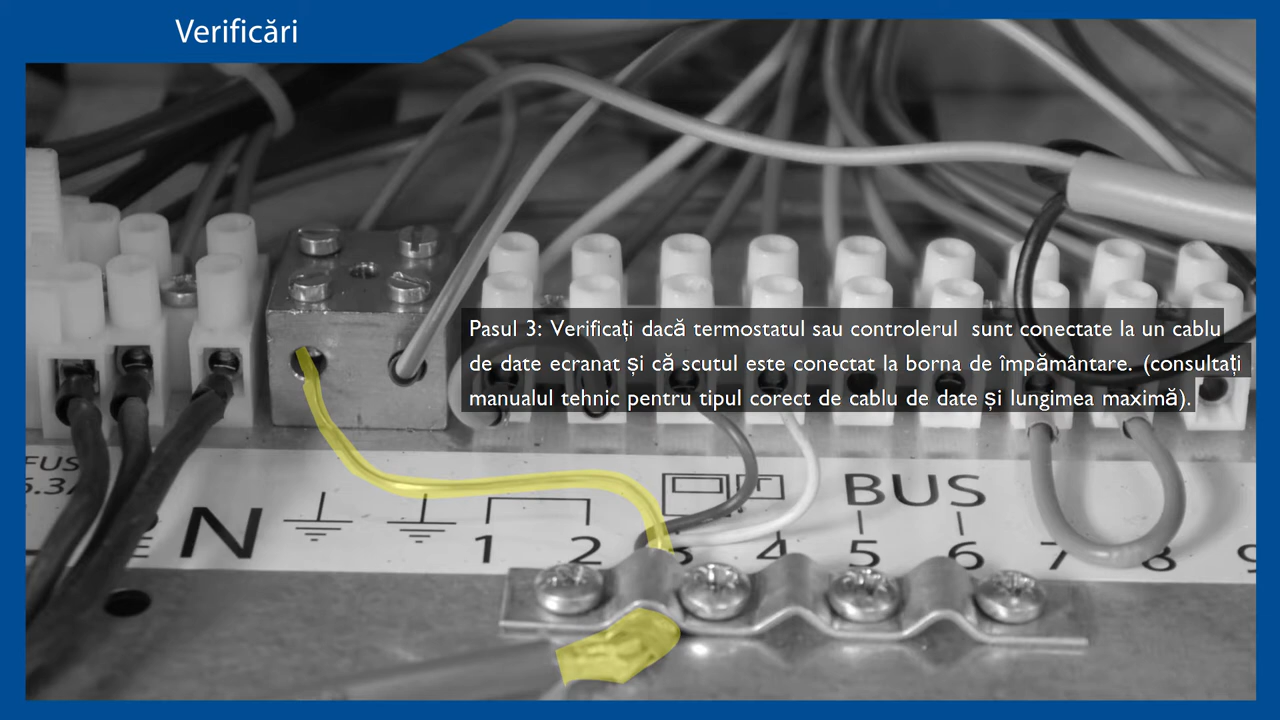 Verificări
Pasul 3: Verificați dacă termostatul sau controlerul sunt conectate la un cablu
de date ecranat și că scutul este conectat la borna de împământare. (consultați
manualul tehnic pentru tipul corect de cablu de date și lungimea maximă).
FUS
BUS
N
1 2 3 4 5 6 7 8 9